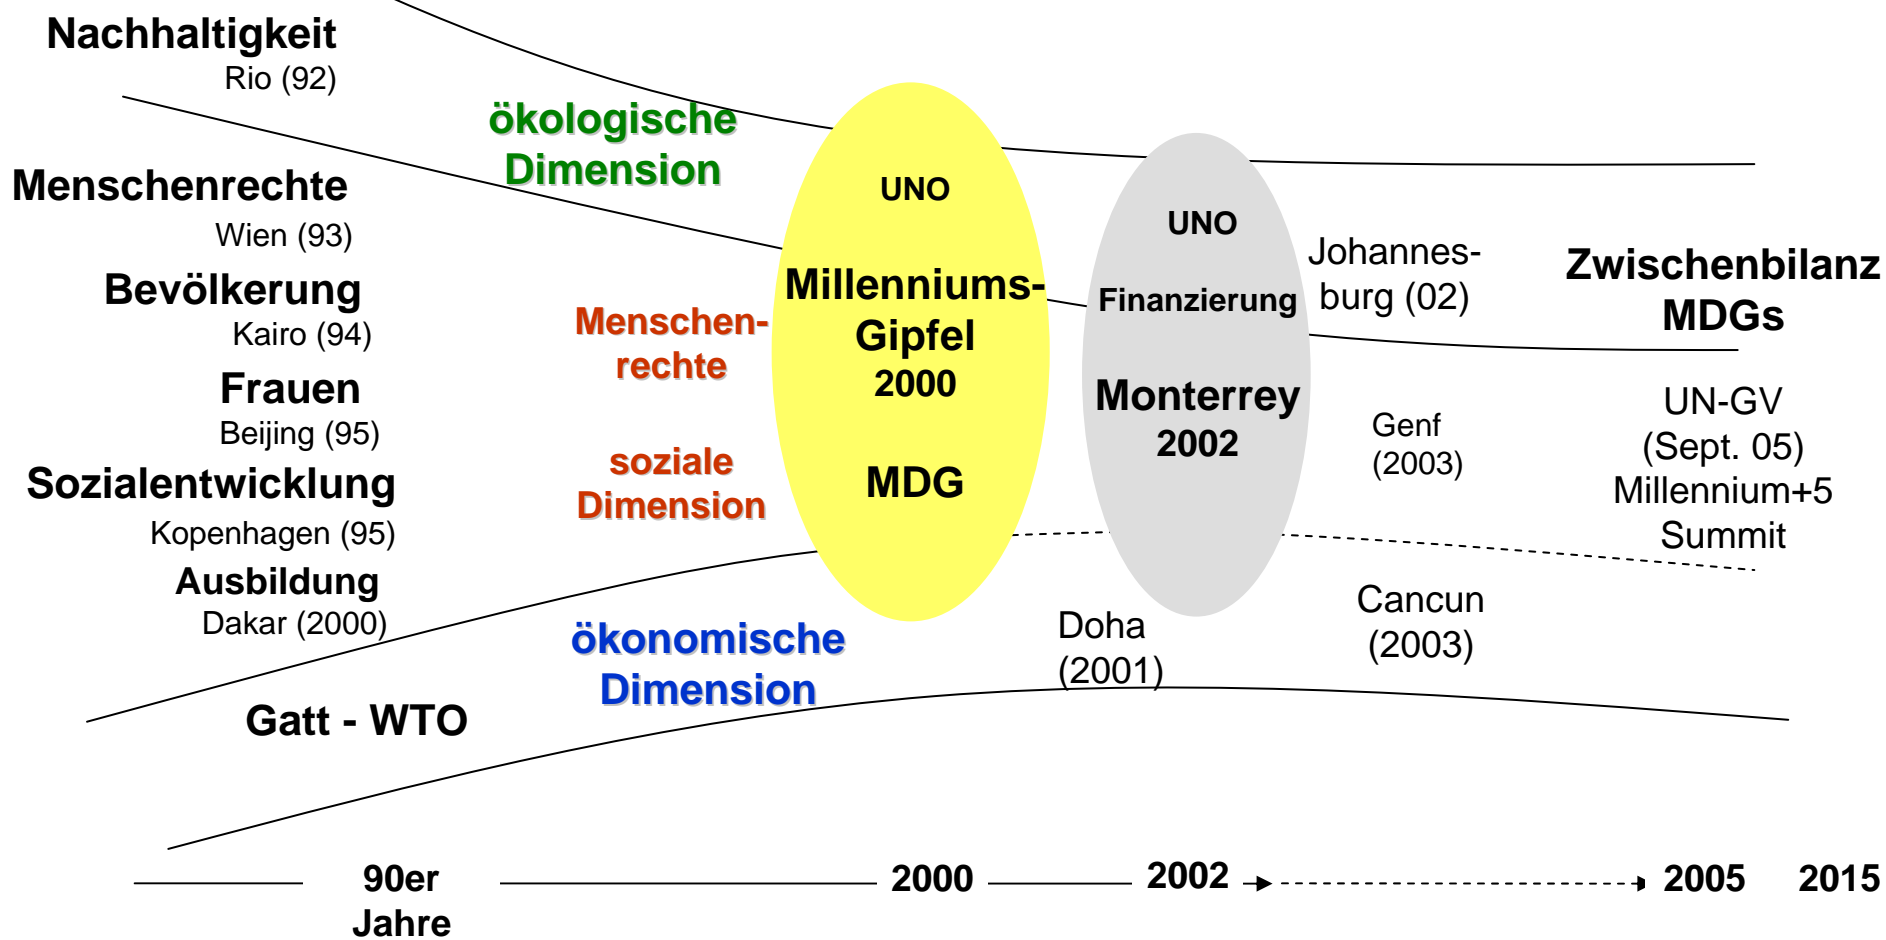 Nachhaltigkeit
Rio (92)
Menschenrechte
Wien (93)
Bevölkerung
Kairo (94)
Frauen
Beijing (95)
Sozialentwicklung
Kopenhagen (95)
Ausbildung
Dakar (2000)
Gatt - WTO
ökologische
Dimension
Menschen-
rechte
soziale
Dimension
ökonomische
Dimension
UNO
Millenniums-
Gipfel
2000
MDG
UNO
Finanzierung
Monterrey
2002
Doha
(2001)
Johannes-
burg (02)
Genf
(2003)
Cancun
(2003)
Zwischenbilanz
MDGs
UN-GV
(Sept. 05)
Millennium+5
Summit
90er
Jahre
2000
2002
2005
2015